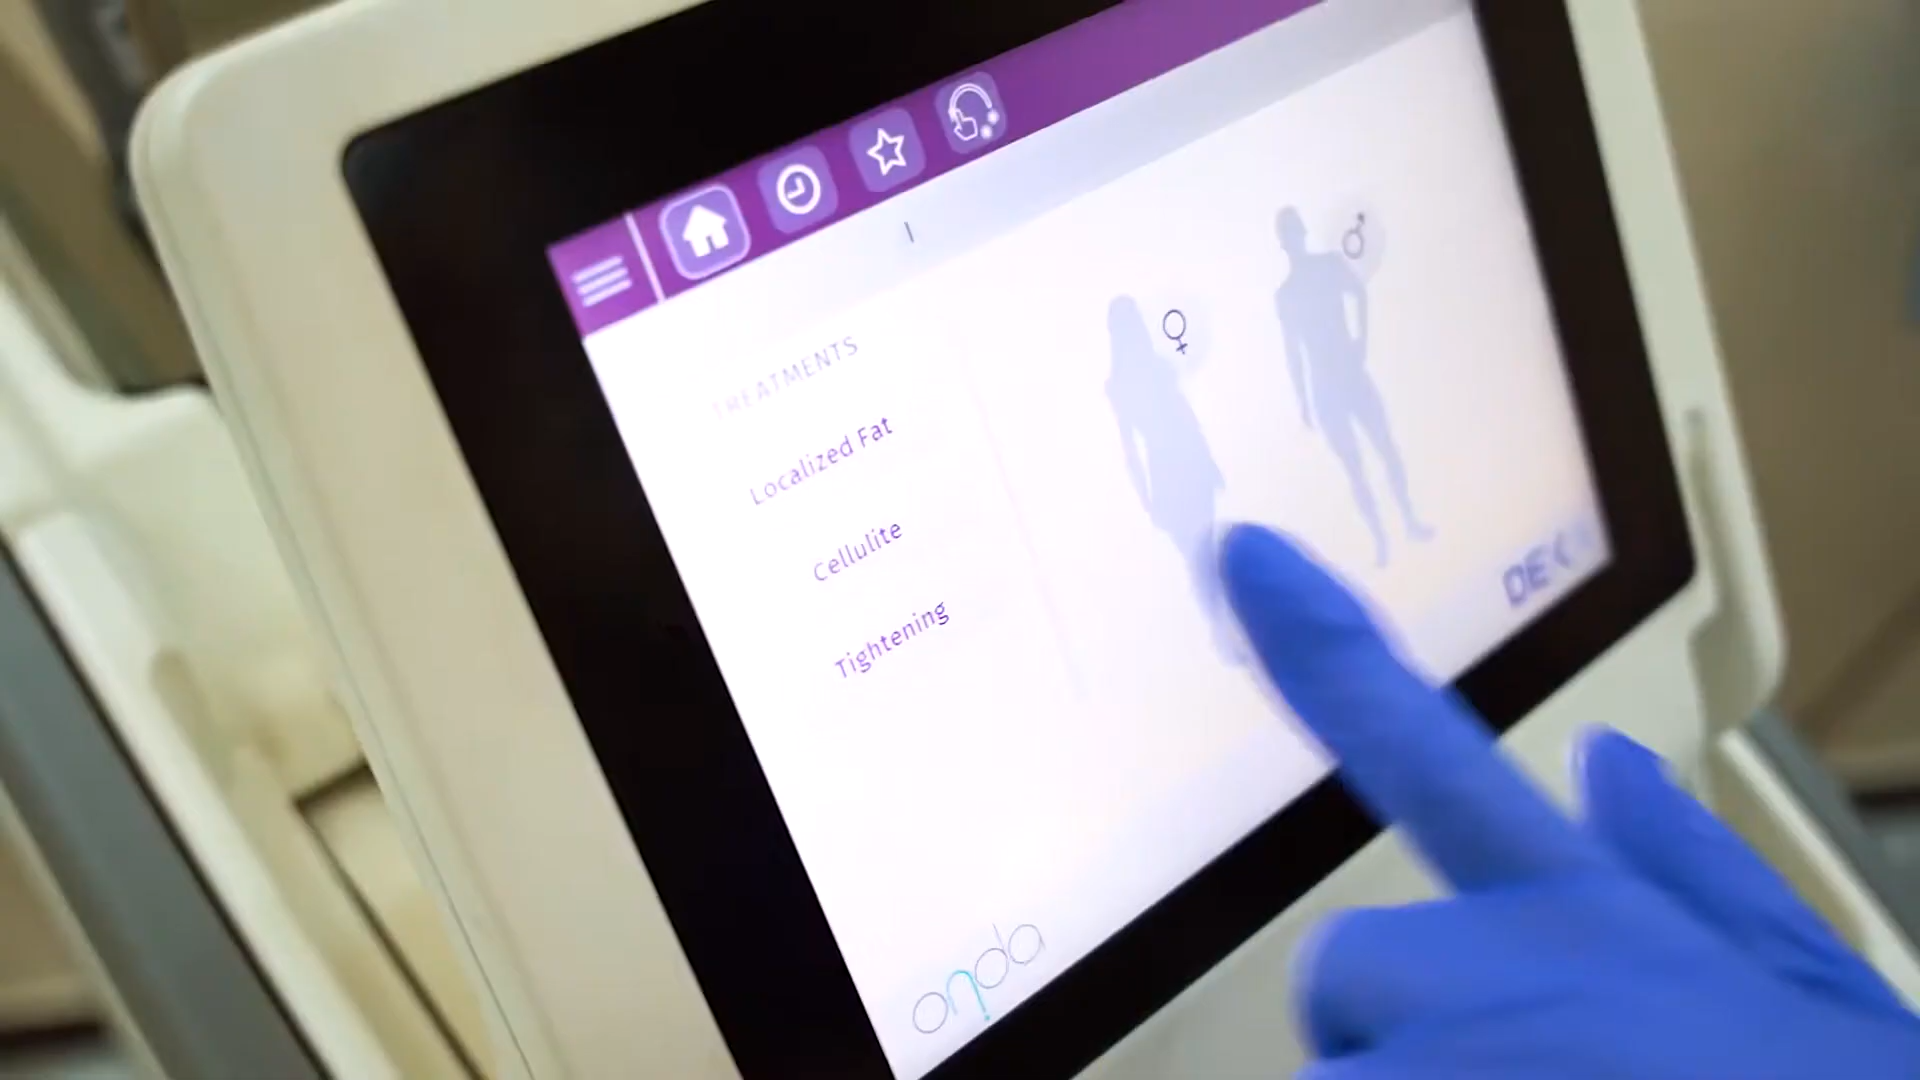 TREATMENTS
Localized Fat
Cellulite
Tightening
onda